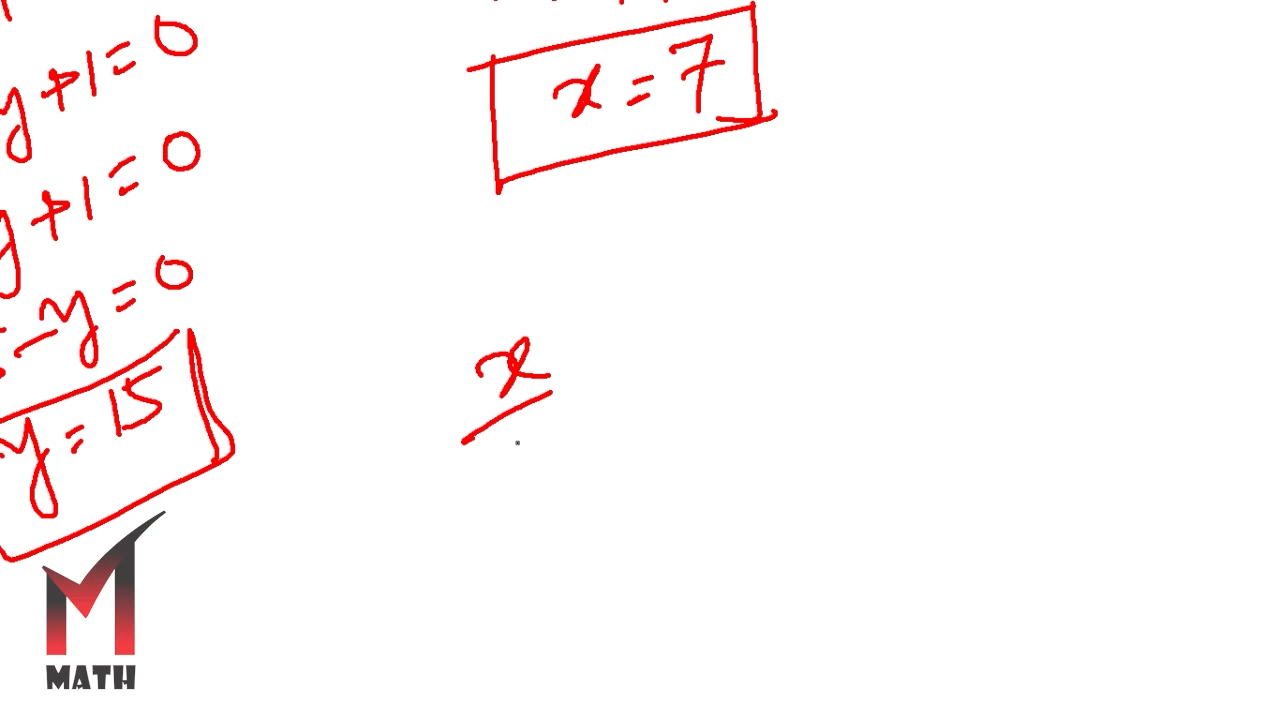 y+1=0
y+1=0
-y=0
y=15
x=7
x
MATH